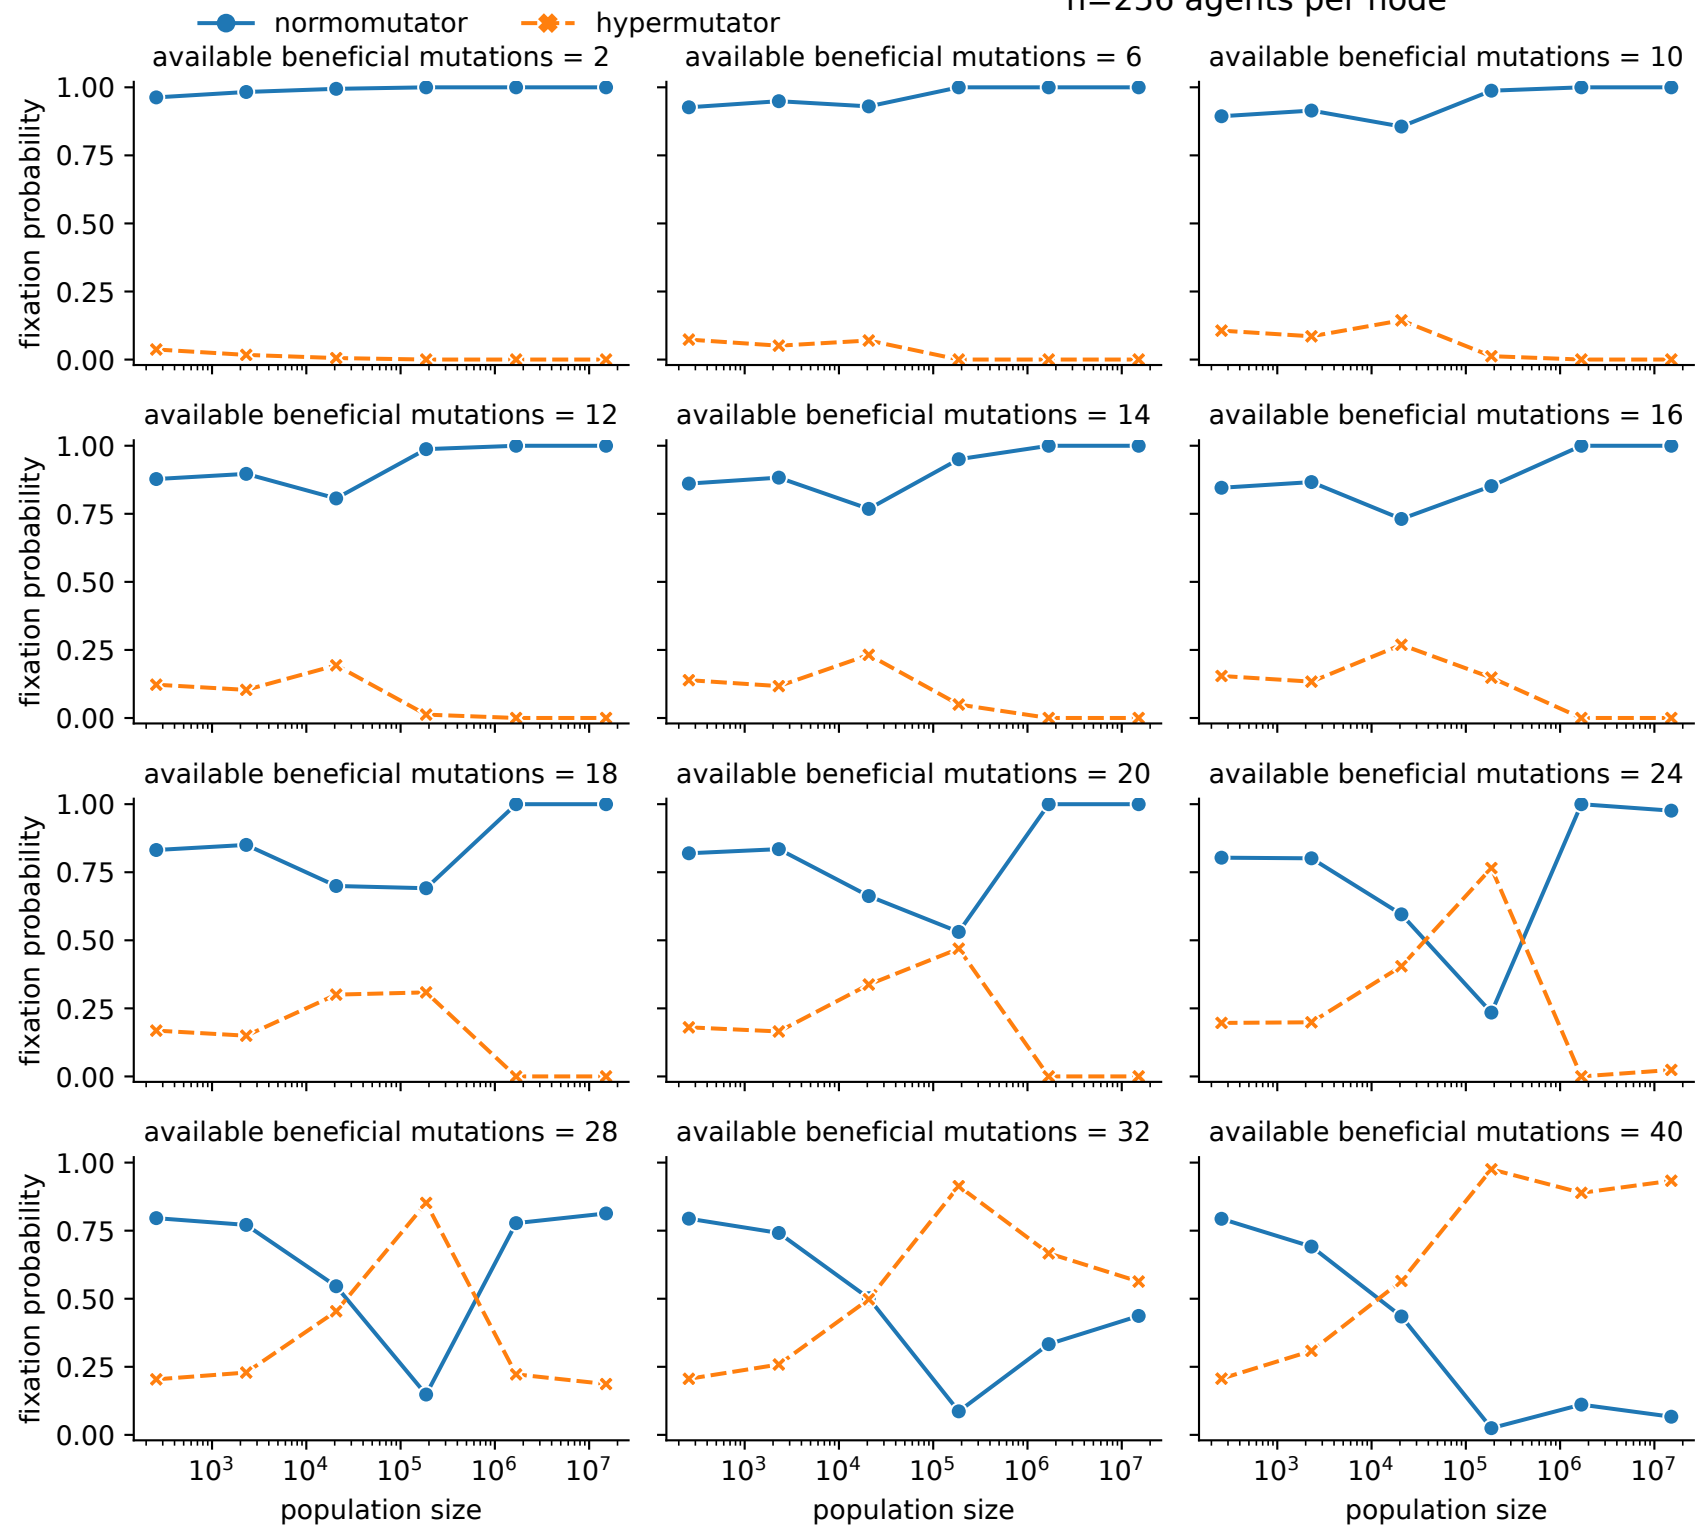 n=256 agents per node
normomutator hypermutator
available beneficial mutations = 2 available beneficial mutations = 6 available beneficial mutations = 10
1.00
0.75
0.50
0.25
0.00
fixation probability
available beneficial mutations = 12 available beneficial mutations = 14 available beneficial mutations = 16
1.00
0.75
0.50
0.25
0.00
fixation probability
available beneficial mutations = 18 available beneficial mutations = 20 available beneficial mutations = 24
1.00
0.75
0.50
0.25
0.00
fixation probability
available beneficial mutations = 28 available beneficial mutations = 32 available beneficial mutations = 40
1.00
0.75
0.50
0.25
0.00
fixation probability
10³ 10⁴ 10⁵ 10⁶ 10⁷ 10³ 10⁴ 10⁵ 10⁶ 10⁷ 10³ 10⁴ 10⁵ 10⁶ 10⁷
population size population size population size